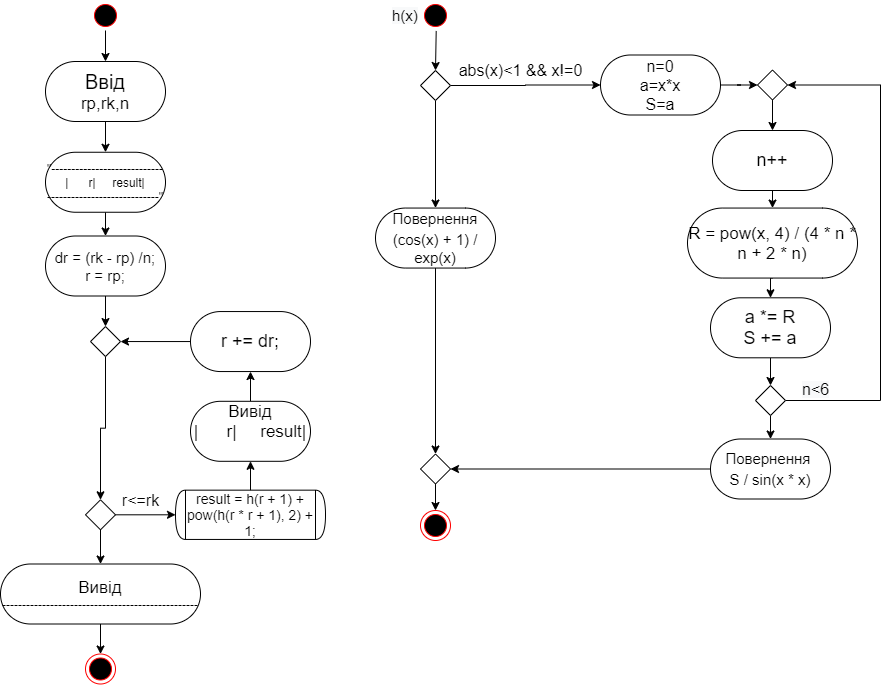 Ввід
rp,rk,n
"--------------------------
| r| result|
--------------------------"
dr = (rk - rp) /n;
r = rp;
r += dr;
Вивід
| r| result|
r<=rk
result = h(r + 1) +
pow(h(r * r + 1), 2) +
1;
Вивід
--------------------------------------------
h(x)
abs(x)<1 && x!=0
n=0
a=x*x
S=a
n++
R = pow(x, 4) / (4 * n *
n + 2 * n)
a *= R
S += a
n<6
Повернення
(cos(x) + 1) /
exp(x)
Повернення
S / sin(x * x)